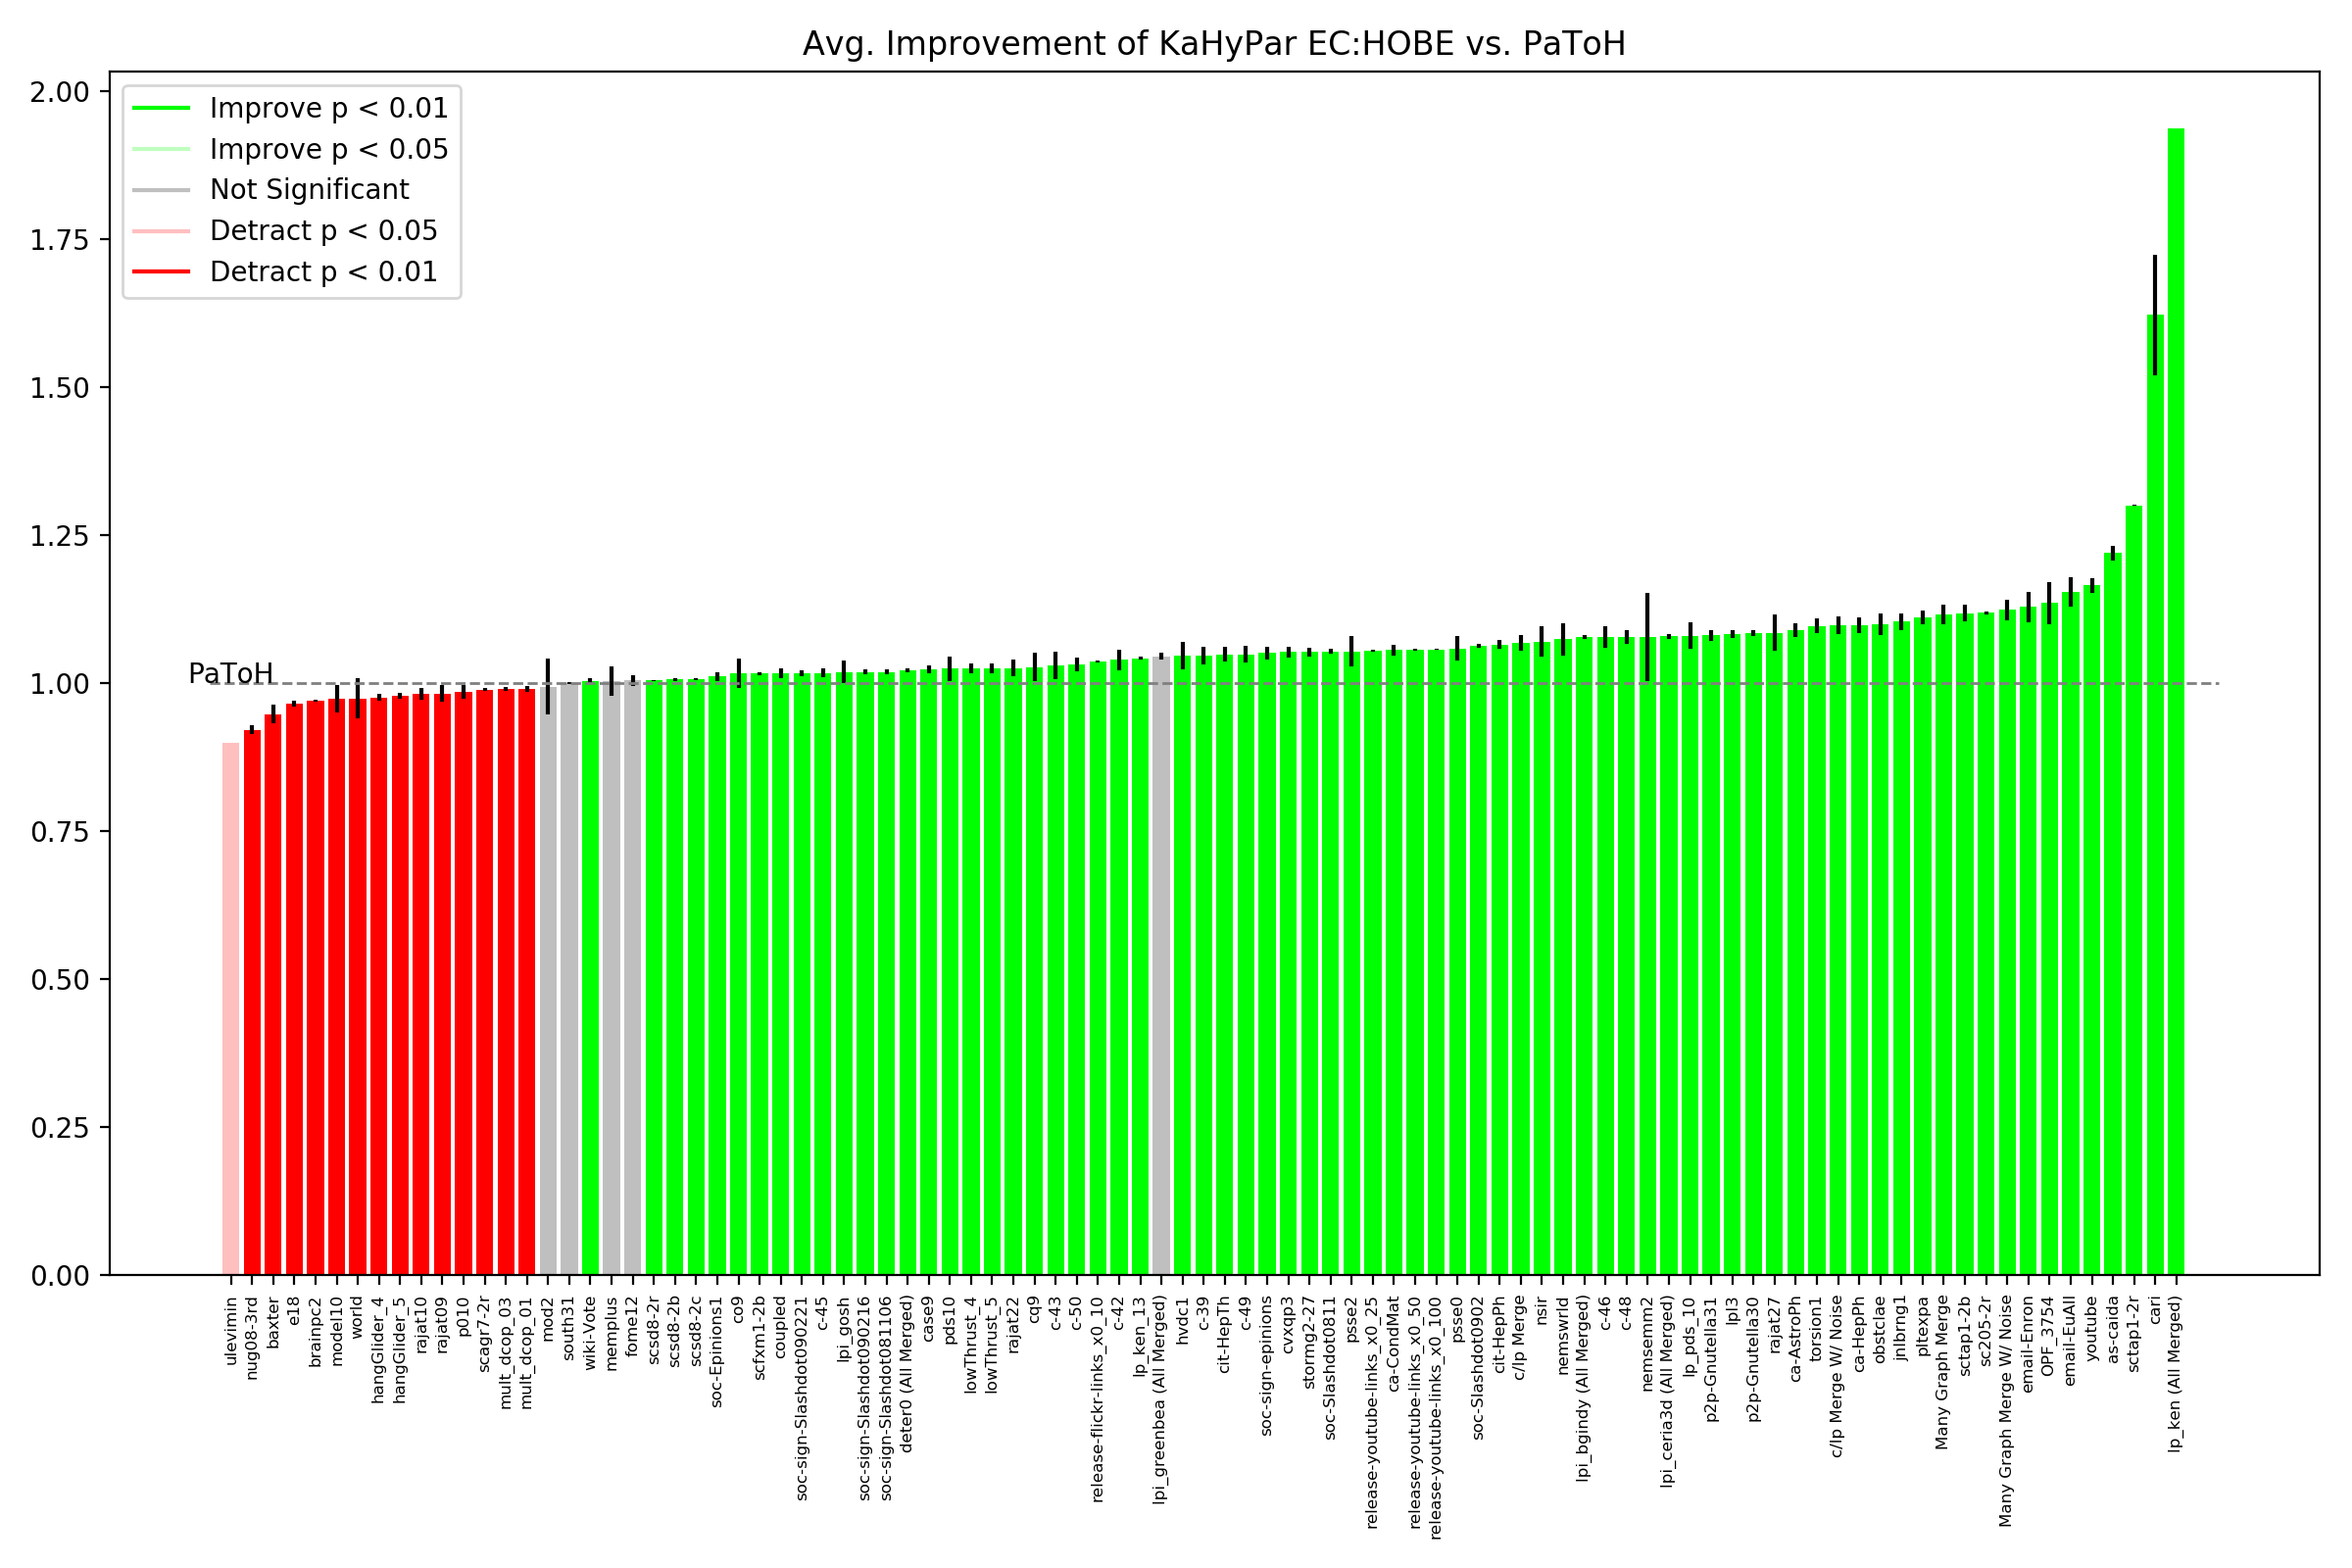 Avg. Improvement of KaHyPar EC:HOBE vs. PaToH
2.00
1.75
1.50
1.25
1.00
0.75
0.50
0.25
0.00
Improve p < 0.01
Improve p < 0.05
Not Significant
Detract p < 0.05
Detract p < 0.01
PaToH
ulevimin
nug08-3rd
baxter
e18
brainpc2
model10
world
hangGlider_4
hangGlider_5
rajat10
rajat09
p010
scagr7-2r
mult_dcop_03
mult_dcop_01
mod2
south31
wiki-Vote
memplus
fome12
scsd8-2r
scsd8-2b
scsd8-2c
soc-Epinions1
co9
scfxm1-2b
coupled
soc-sign-Slashdot090221
c-45
lpi_gosh
soc-sign-Slashdot090216
soc-sign-Slashdot081106
deter0 (All Merged)
case9
pds10
lowThrust_4
lowThrust_5
rajat22
cq9
c-43
c-50
release-flickr-links_x0_10
c-42
lp_ken_13
lpi_greenbea (All Merged)
hvdc1
c-39
cit-HepTh
c-49
soc-sign-epinions
cvxqp3
stormg2-27
soc-Slashdot0811
psse2
release-youtube-links_x0_25
ca-CondMat
release-youtube-links_x0_50
release-youtube-links_x0_100
psse0
soc-Slashdot0902
cit-HepPh
c/lp Merge
nsir
nemswrld
lpi_bgindy (All Merged)
c-46
c-48
nemsemm2
lpi_ceria3d (All Merged)
lp_pds_10
p2p-Gnutella31
lpl3
p2p-Gnutella30
rajat27
ca-AstroPh
torsion1
c/lp Merge W/ Noise
ca-HepPh
obstclae
jnlbrng1
pltexpa
Many Graph Merge
sctap1-2b
sc205-2r
Many Graph Merge W/ Noise
email-Enron
OPF_3754
email-EuAll
youtube
as-caida
sctap1-2r
cari
lp_ken (All Merged)